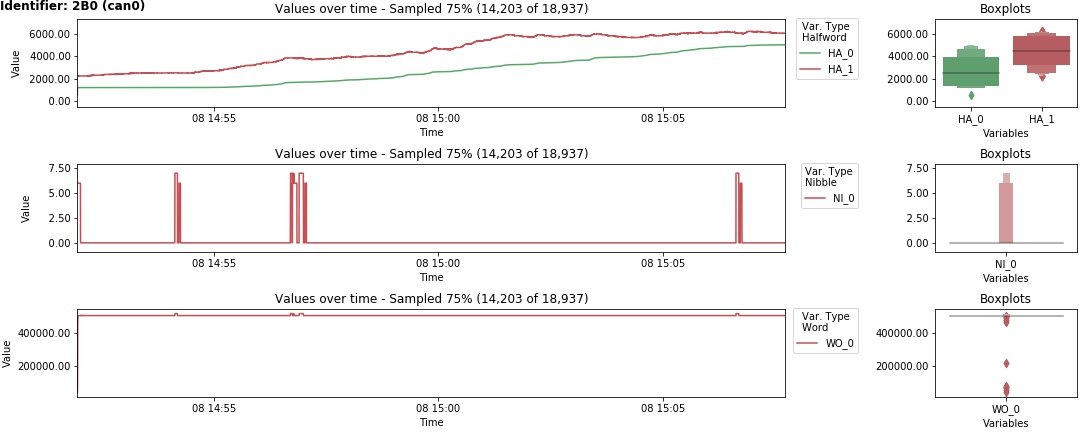 Identifier: 2B0 (can0)
Values over time - Sampled 75% (14,203 of 18,937)
Boxplots
Value
6000.00
4000.00
2000.00
0.00
08 14:55
08 15:00
08 15:05
Time
Var. Type
Halfword
HA_0
HA_1
6000.00
4000.00
2000.00
0.00
HA_0
HA_1
Variables
Values over time - Sampled 75% (14,203 of 18,937)
Boxplots
Value
7.50
5.00
2.50
0.00
08 14:55
08 15:00
08 15:05
Time
Var. Type
Nibble
NI_0
7.50
5.00
2.50
0.00
NI_0
Variables
Values over time - Sampled 75% (14,203 of 18,937)
Boxplots
Value
400000.00
200000.00
08 14:55
08 15:00
08 15:05
Time
Var. Type
Word
WO_0
400000.00
200000.00
WO_0
Variables